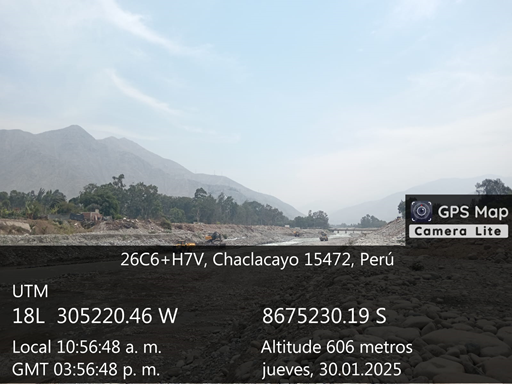 GPS Map
Camera Lite
26C6+H7V, Chaclacayo 15472, Perú
UTM
18L 305220.46 W 8675230.19 S
Local 10:56:48 a. m. Altitude 606 metros
GMT 03:56:48 p. m. jueves, 30.01.2025